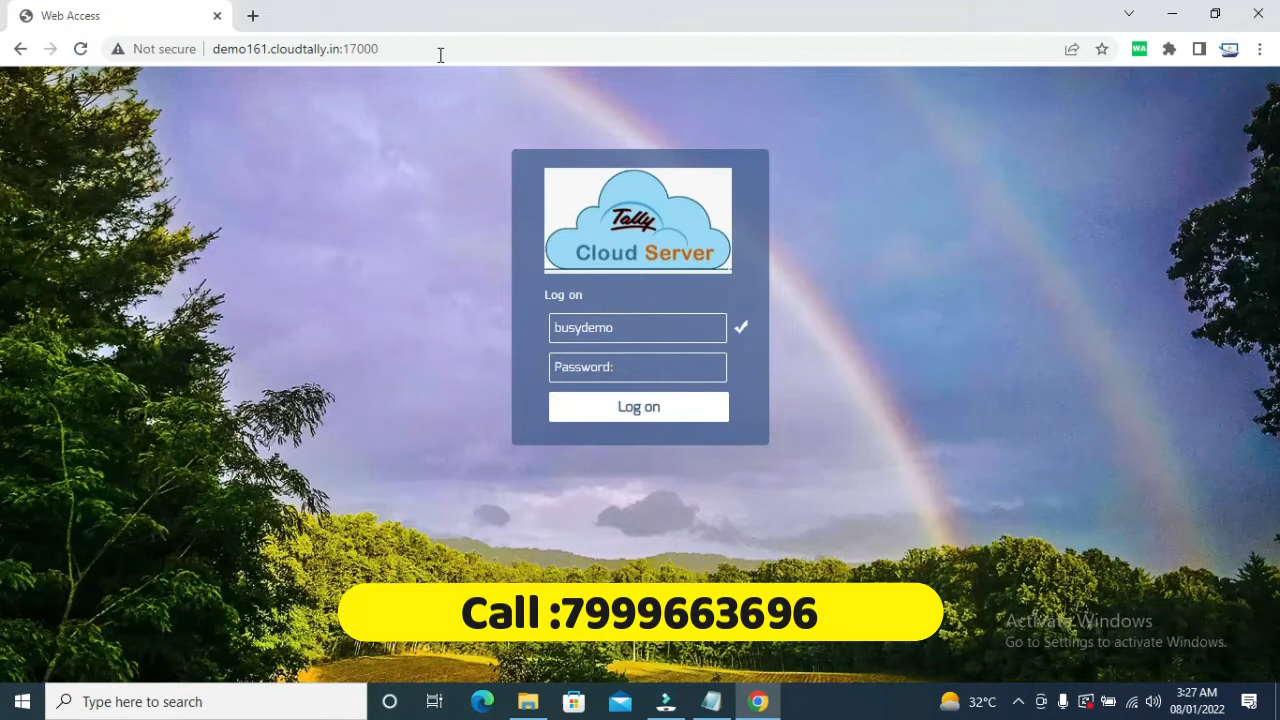 Web Access
Not secure
demo161.cloudtally.in:17000
WA
Tally
Cloud Server
Log on
busydemo
Password:
Log on
Call :7999663696
Activate Windows
Go to Settings to activate Windows.
Type here to search
32°C
3:27 AM
08/01/2022